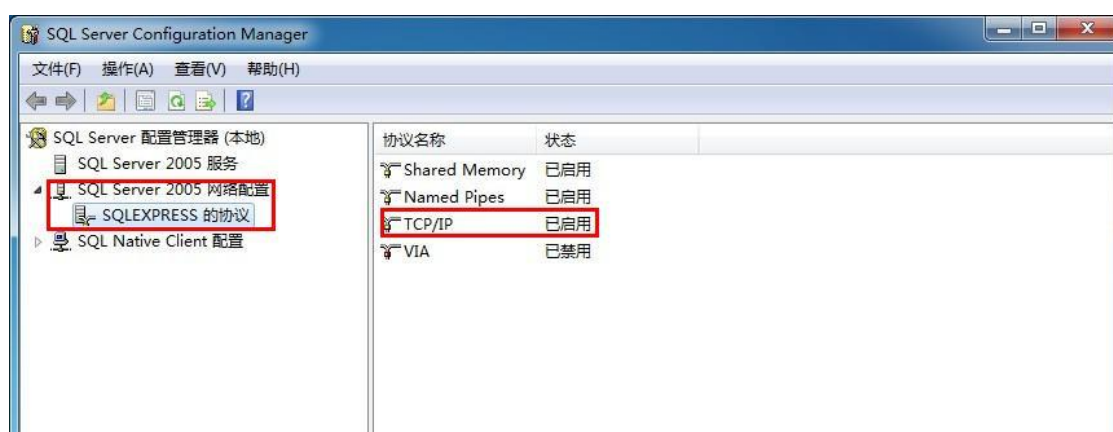 SQL Server Configuration Manager
文件(F) 操作(A) 查看(V) 帮助(H)
SQL Server 配置管理器 (本地)
SQL Server 2005 服务
SQL Server 2005 网络配置
SQLEXPRESS 的协议
SQL Native Client 配置
协议名称 状态
Shared Memory 已启用
Named Pipes 已启用
TCP/IP 已启用
VIA 已禁用